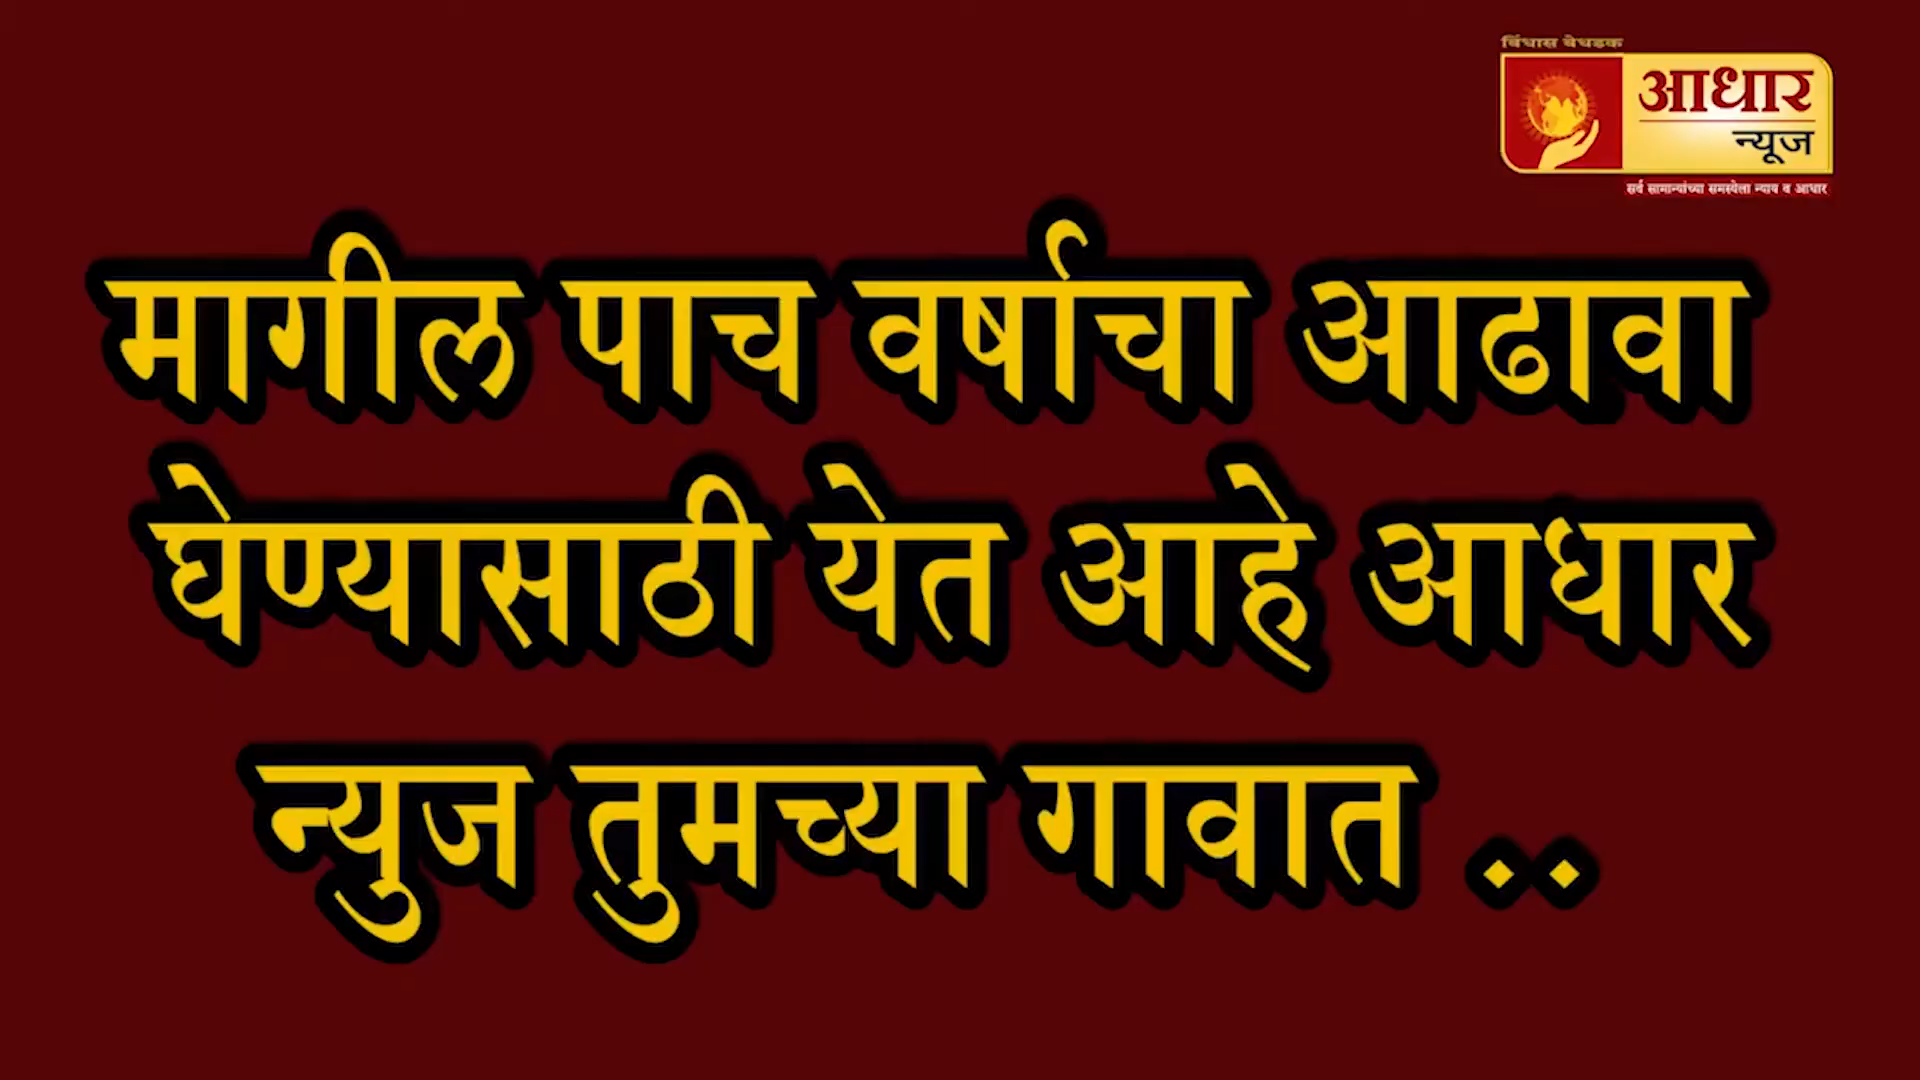 बिंधास बेधडक
आधार
न्यूज
सर्व सामान्यांच्या समस्येला न्याय व आधार
मागील पाच वर्षाचा आढावा
घेण्यासाठी येत आहे आधार
न्युज तुमच्या गावात ..